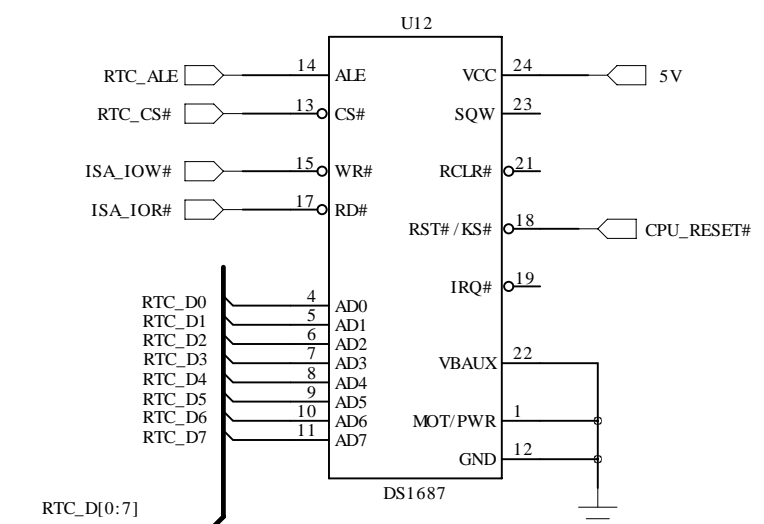 U12
RTC_ALE 14 ALE VCC 24 5V
RTC_CS# 13 CS# SQW 23
ISA_IOW# 15 WR# RCLR# 21
ISA_IOR# 17 RD#
RST# / KS# 18 CPU_RESET#
IRQ# 19
RTC_D0 4 AD0
RTC_D1 5 AD1
RTC_D2 6 AD2
RTC_D3 7 AD3 VBAUX 22
RTC_D4 8 AD4
RTC_D5 9 AD5
RTC_D6 10 AD6 MOT/PWR 1
RTC_D7 11 AD7
GND 12
DS1687
RTC_D[0:7]